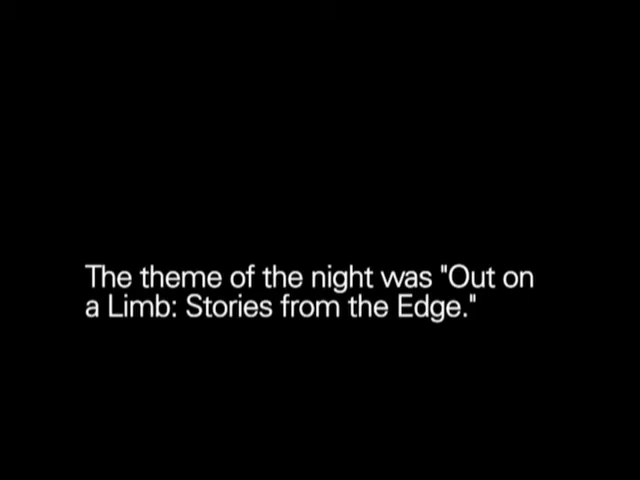 The theme of the night was "Out on
a Limb: Stories from the Edge."